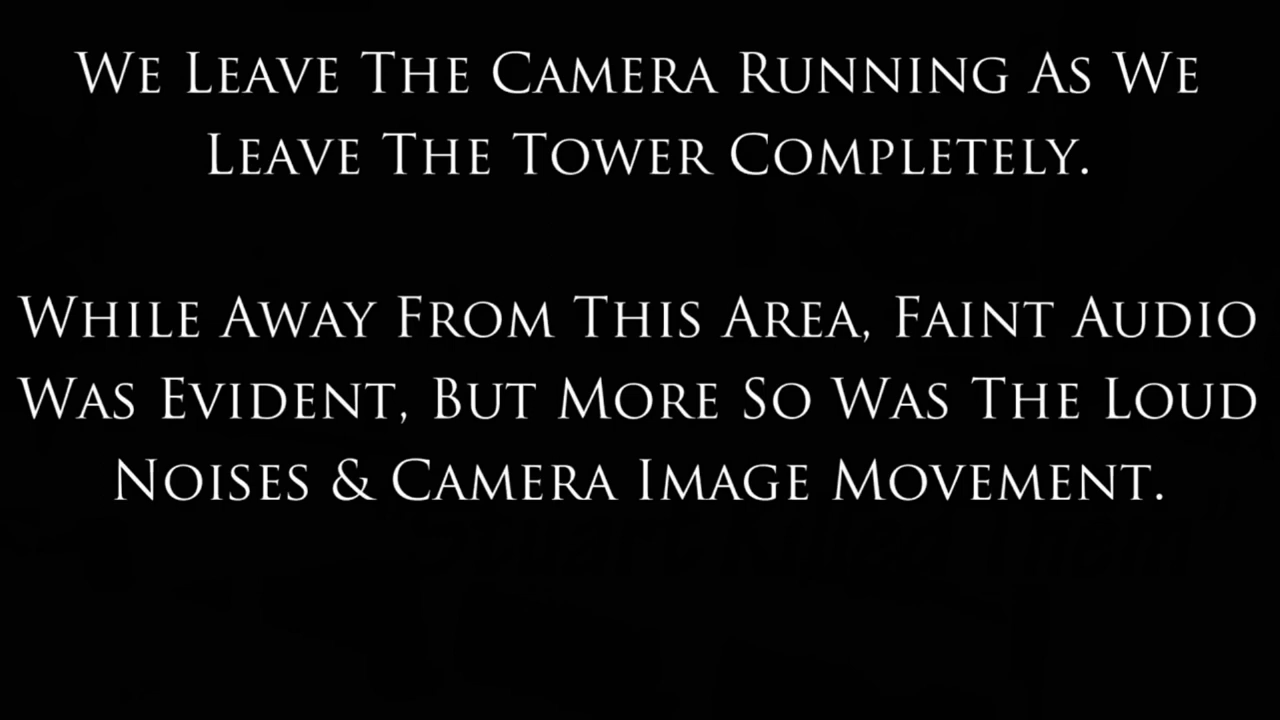 We Leave The Camera Running As We
Leave The Tower Completely.
While Away From This Area, Faint Audio
Was Evident, But More So Was The Loud
Noises & Camera Image Movement.